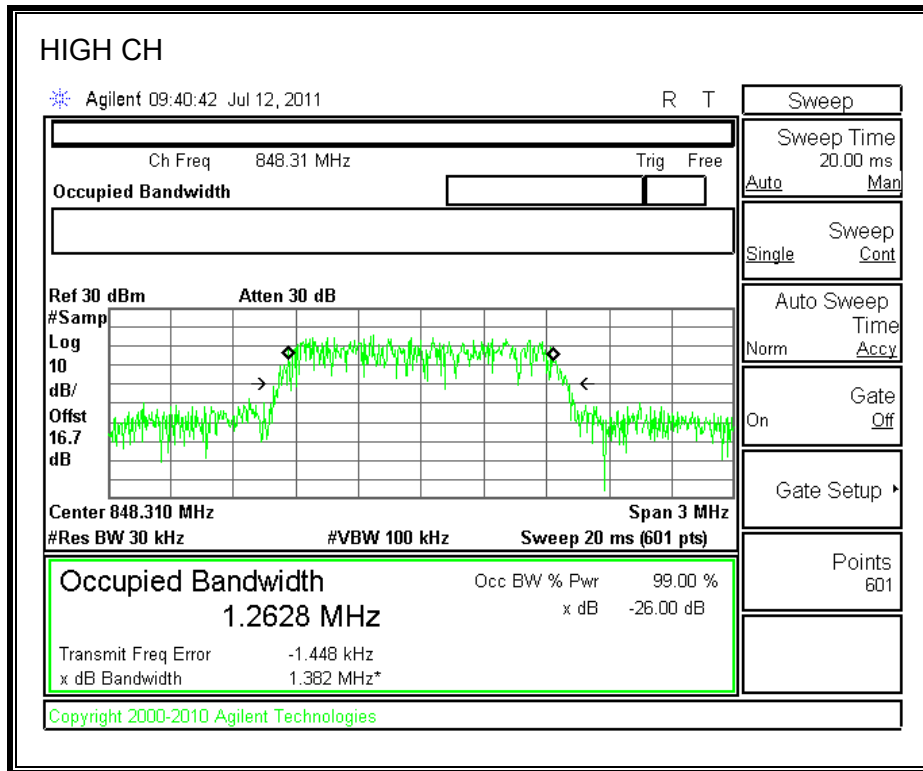 HIGH CH
Agilent 09:40:42 Jul 12, 2011 R T
Ch Freq 848.31 MHz Trig Free
Occupied Bandwidth
Ref 30 dBm Atten 30 dB
#Samp
Log
10
dB/
Offst
16.7
dB
Center 848.310 MHz Span 3 MHz
#Res BW 30 kHz #VBW 100 kHz Sweep 20 ms (601 pts)
Occupied Bandwidth Occ BW % Pwr 99.00 %
1.2628 MHz x dB -26.00 dB
Transmit Freq Error -1.448 kHz
x dB Bandwidth 1.382 MHz*
Copyright 2000-2010 Agilent Technologies
Sweep
Sweep Time
20.00 ms
Auto Man
Sweep
Single Cont
Auto Sweep
Time
Norm Accy
Gate
On Off
Gate Setup
Points
601